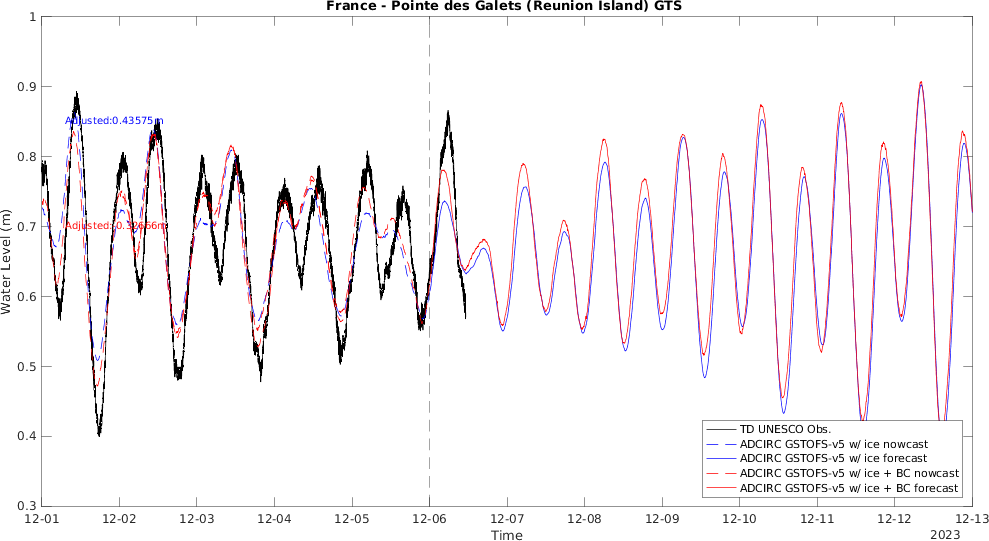 France - Pointe des Galets (Reunion Island) GTS
1
0.9
0.8
0.7
0.6
0.5
0.4
0.3
Water Level (m)
Adjusted:0.43575m
TD UNESCO Obs.
ADCIRC GSTOFS-v5 w/ ice nowcast
ADCIRC GSTOFS-v5 w/ ice forecast
ADCIRC GSTOFS-v5 w/ ice + BC nowcast
ADCIRC GSTOFS-v5 w/ ice + BC forecast
12-01 12-02 12-03 12-04 12-05 12-06 12-07 12-08 12-09 12-10 12-11 12-12 12-13
Time
2023